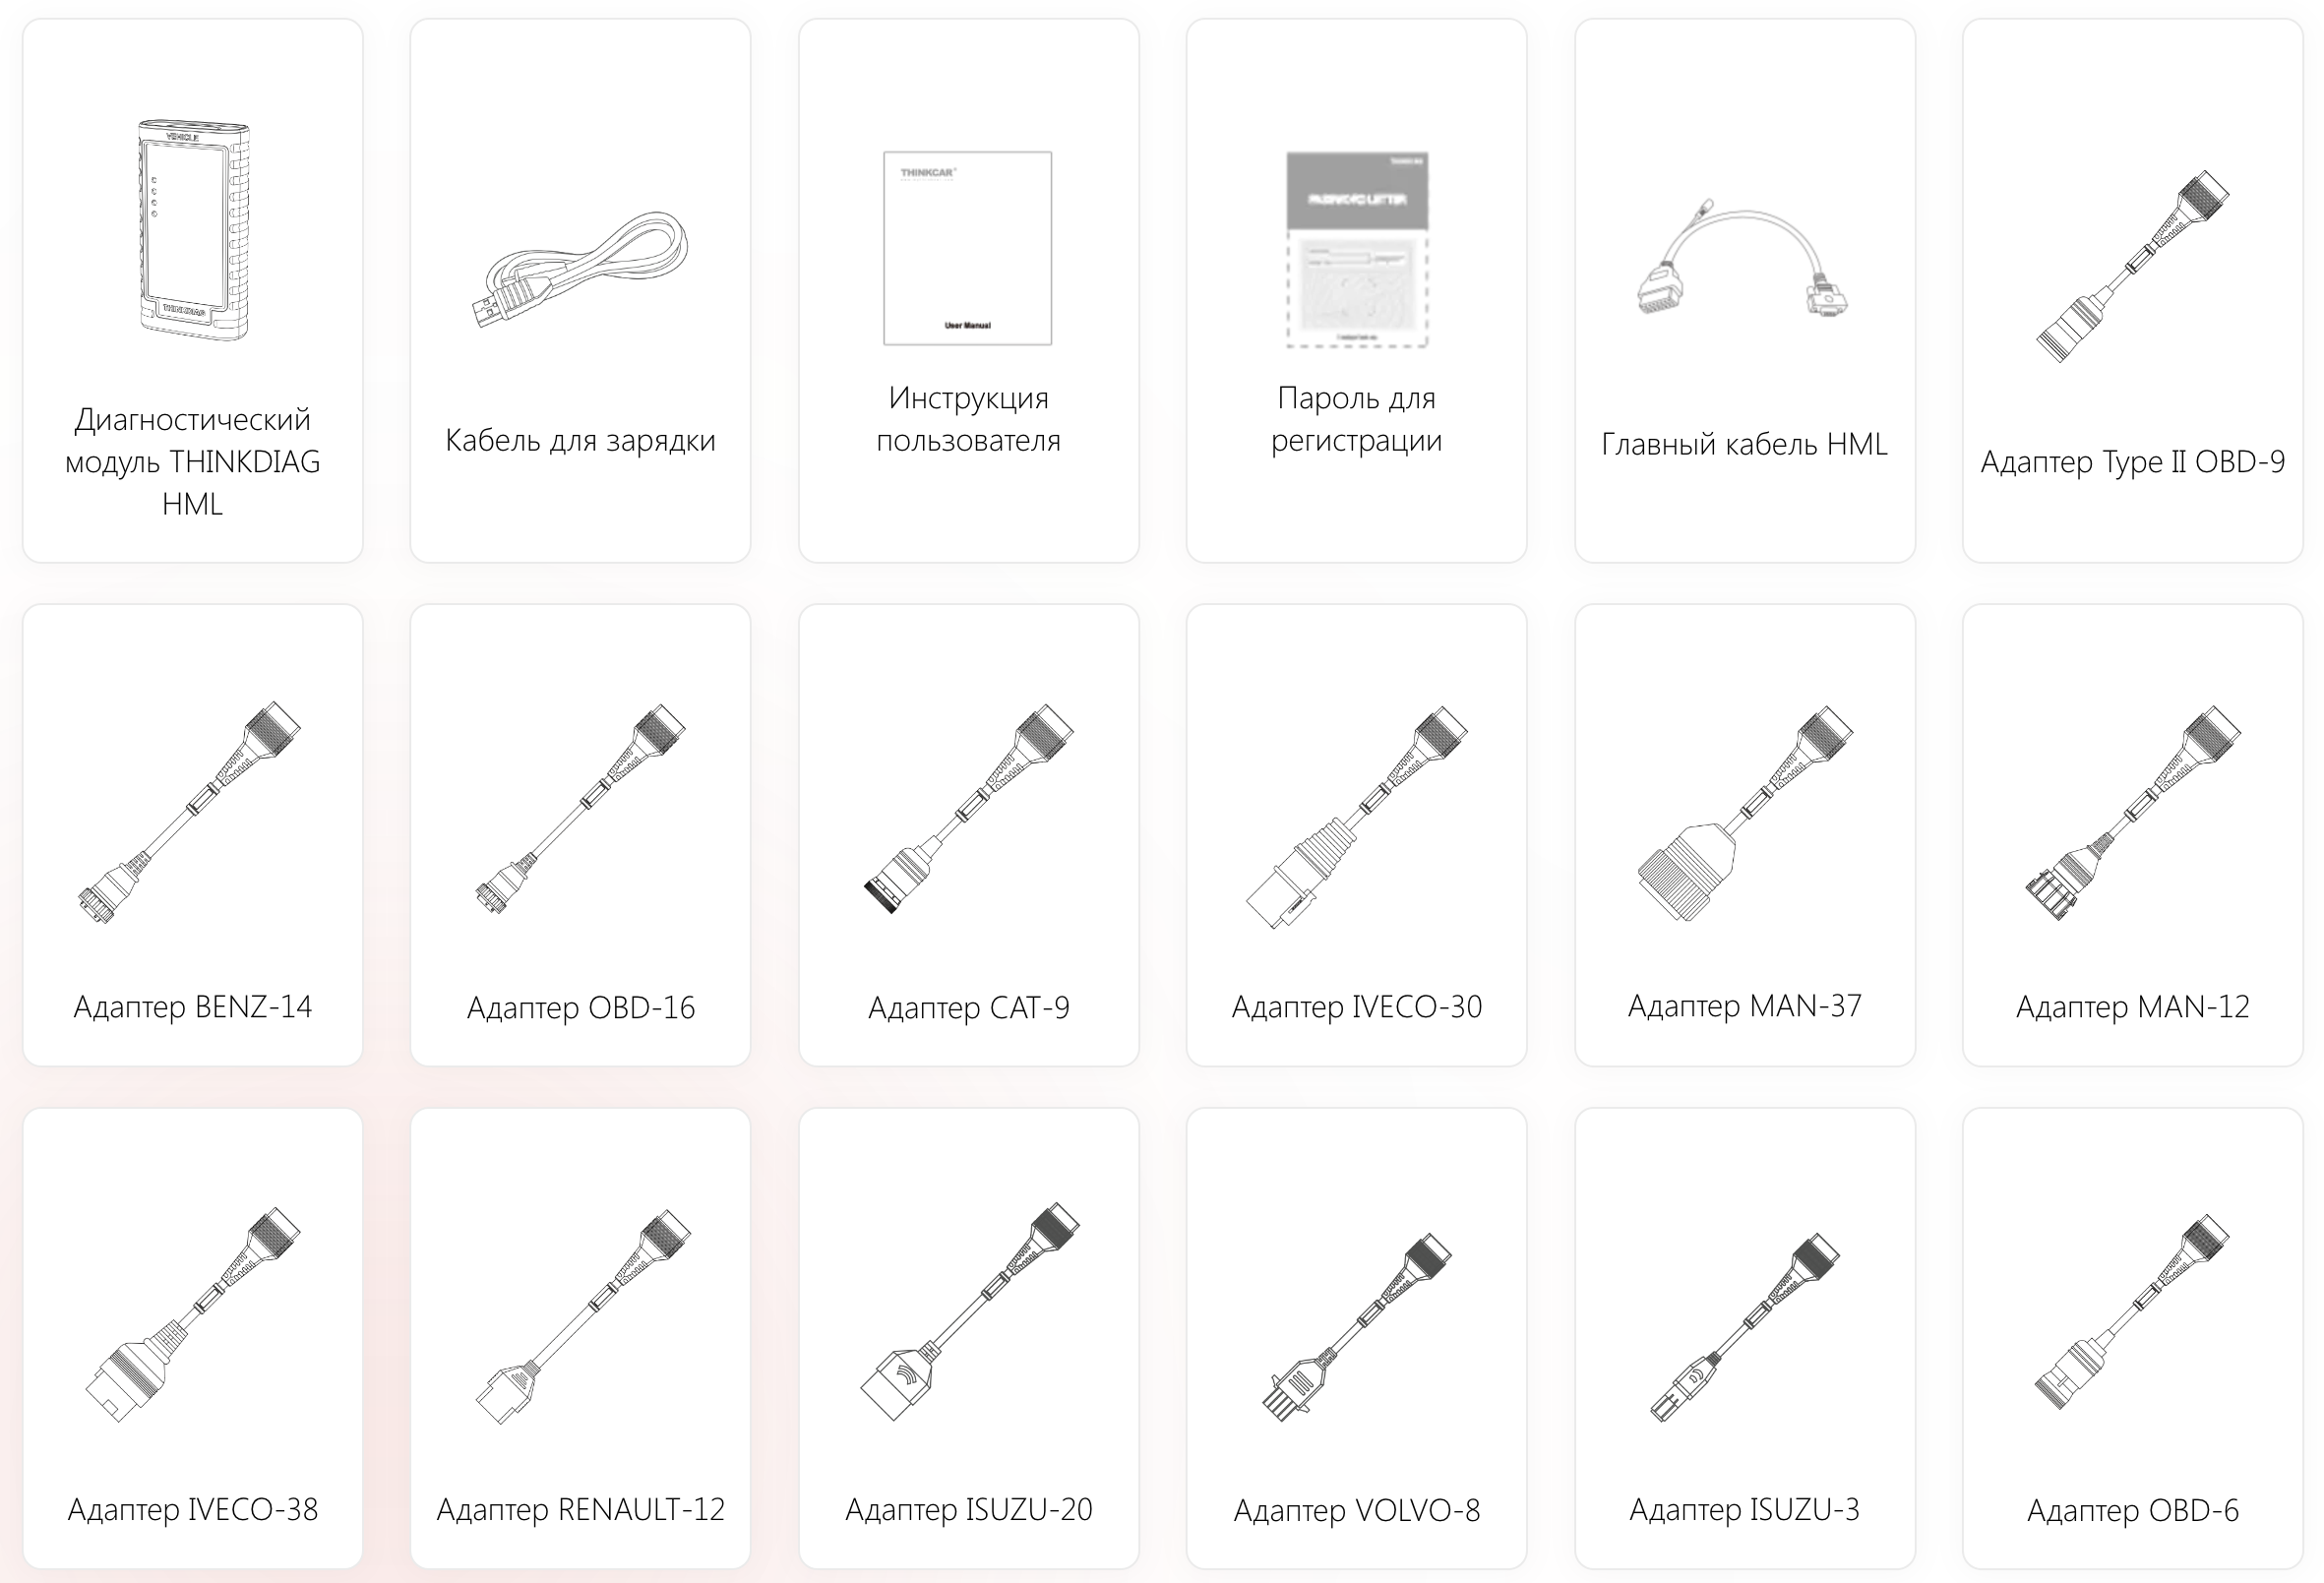 VEHICLE
THINKDIAG
Диагностический
модуль THINKDIAG
HML
Кабель для зарядки
THINKCAR
User Manual
Инструкция
пользователя
Пароль для
регистрации
Главный кабель HML
Адаптер Type II OBD-9
Адаптер BENZ-14
Адаптер OBD-16
Адаптер CAT-9
Адаптер IVECO-30
Адаптер MAN-37
Адаптер MAN-12
Адаптер IVECO-38
Адаптер RENAULT-12
Адаптер ISUZU-20
Адаптер VOLVO-8
Адаптер ISUZU-3
Адаптер OBD-6